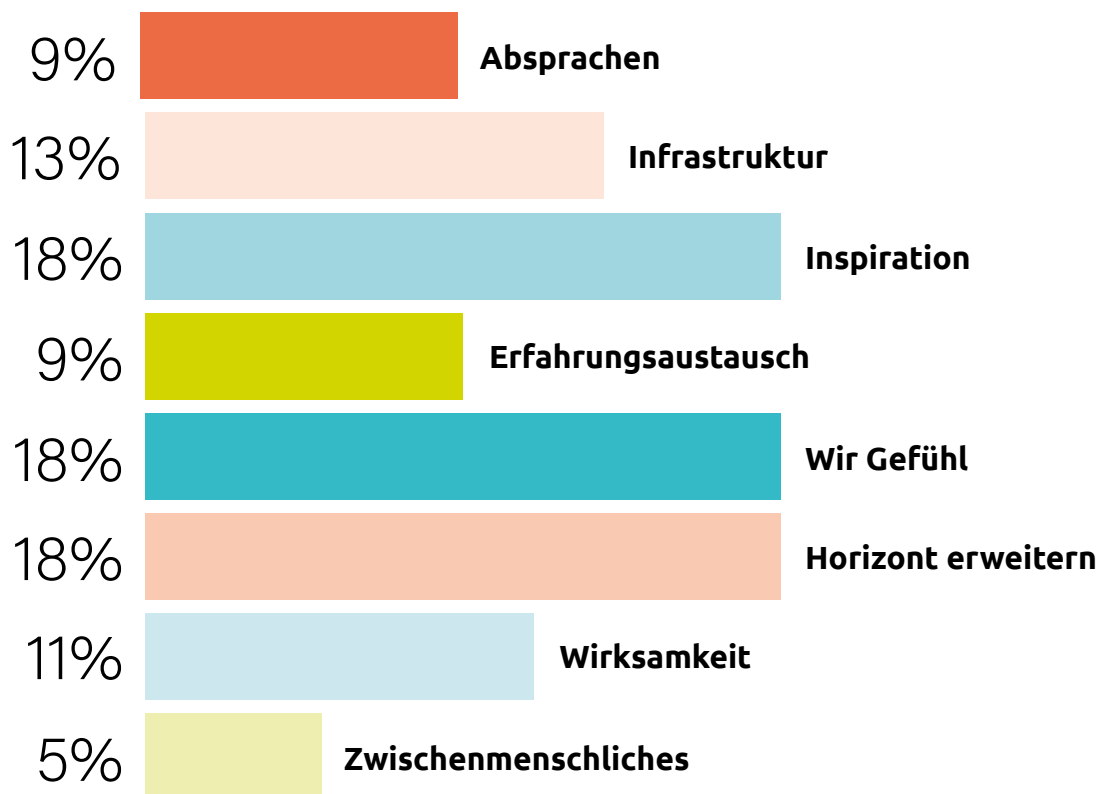 9% Absprachen
13% Infrastruktur
18% Inspiration
9% Erfahrungsaustausch
18% Wir Gefühl
18% Horizont erweitern
11% Wirksamkeit
5% Zwischenmenschliches